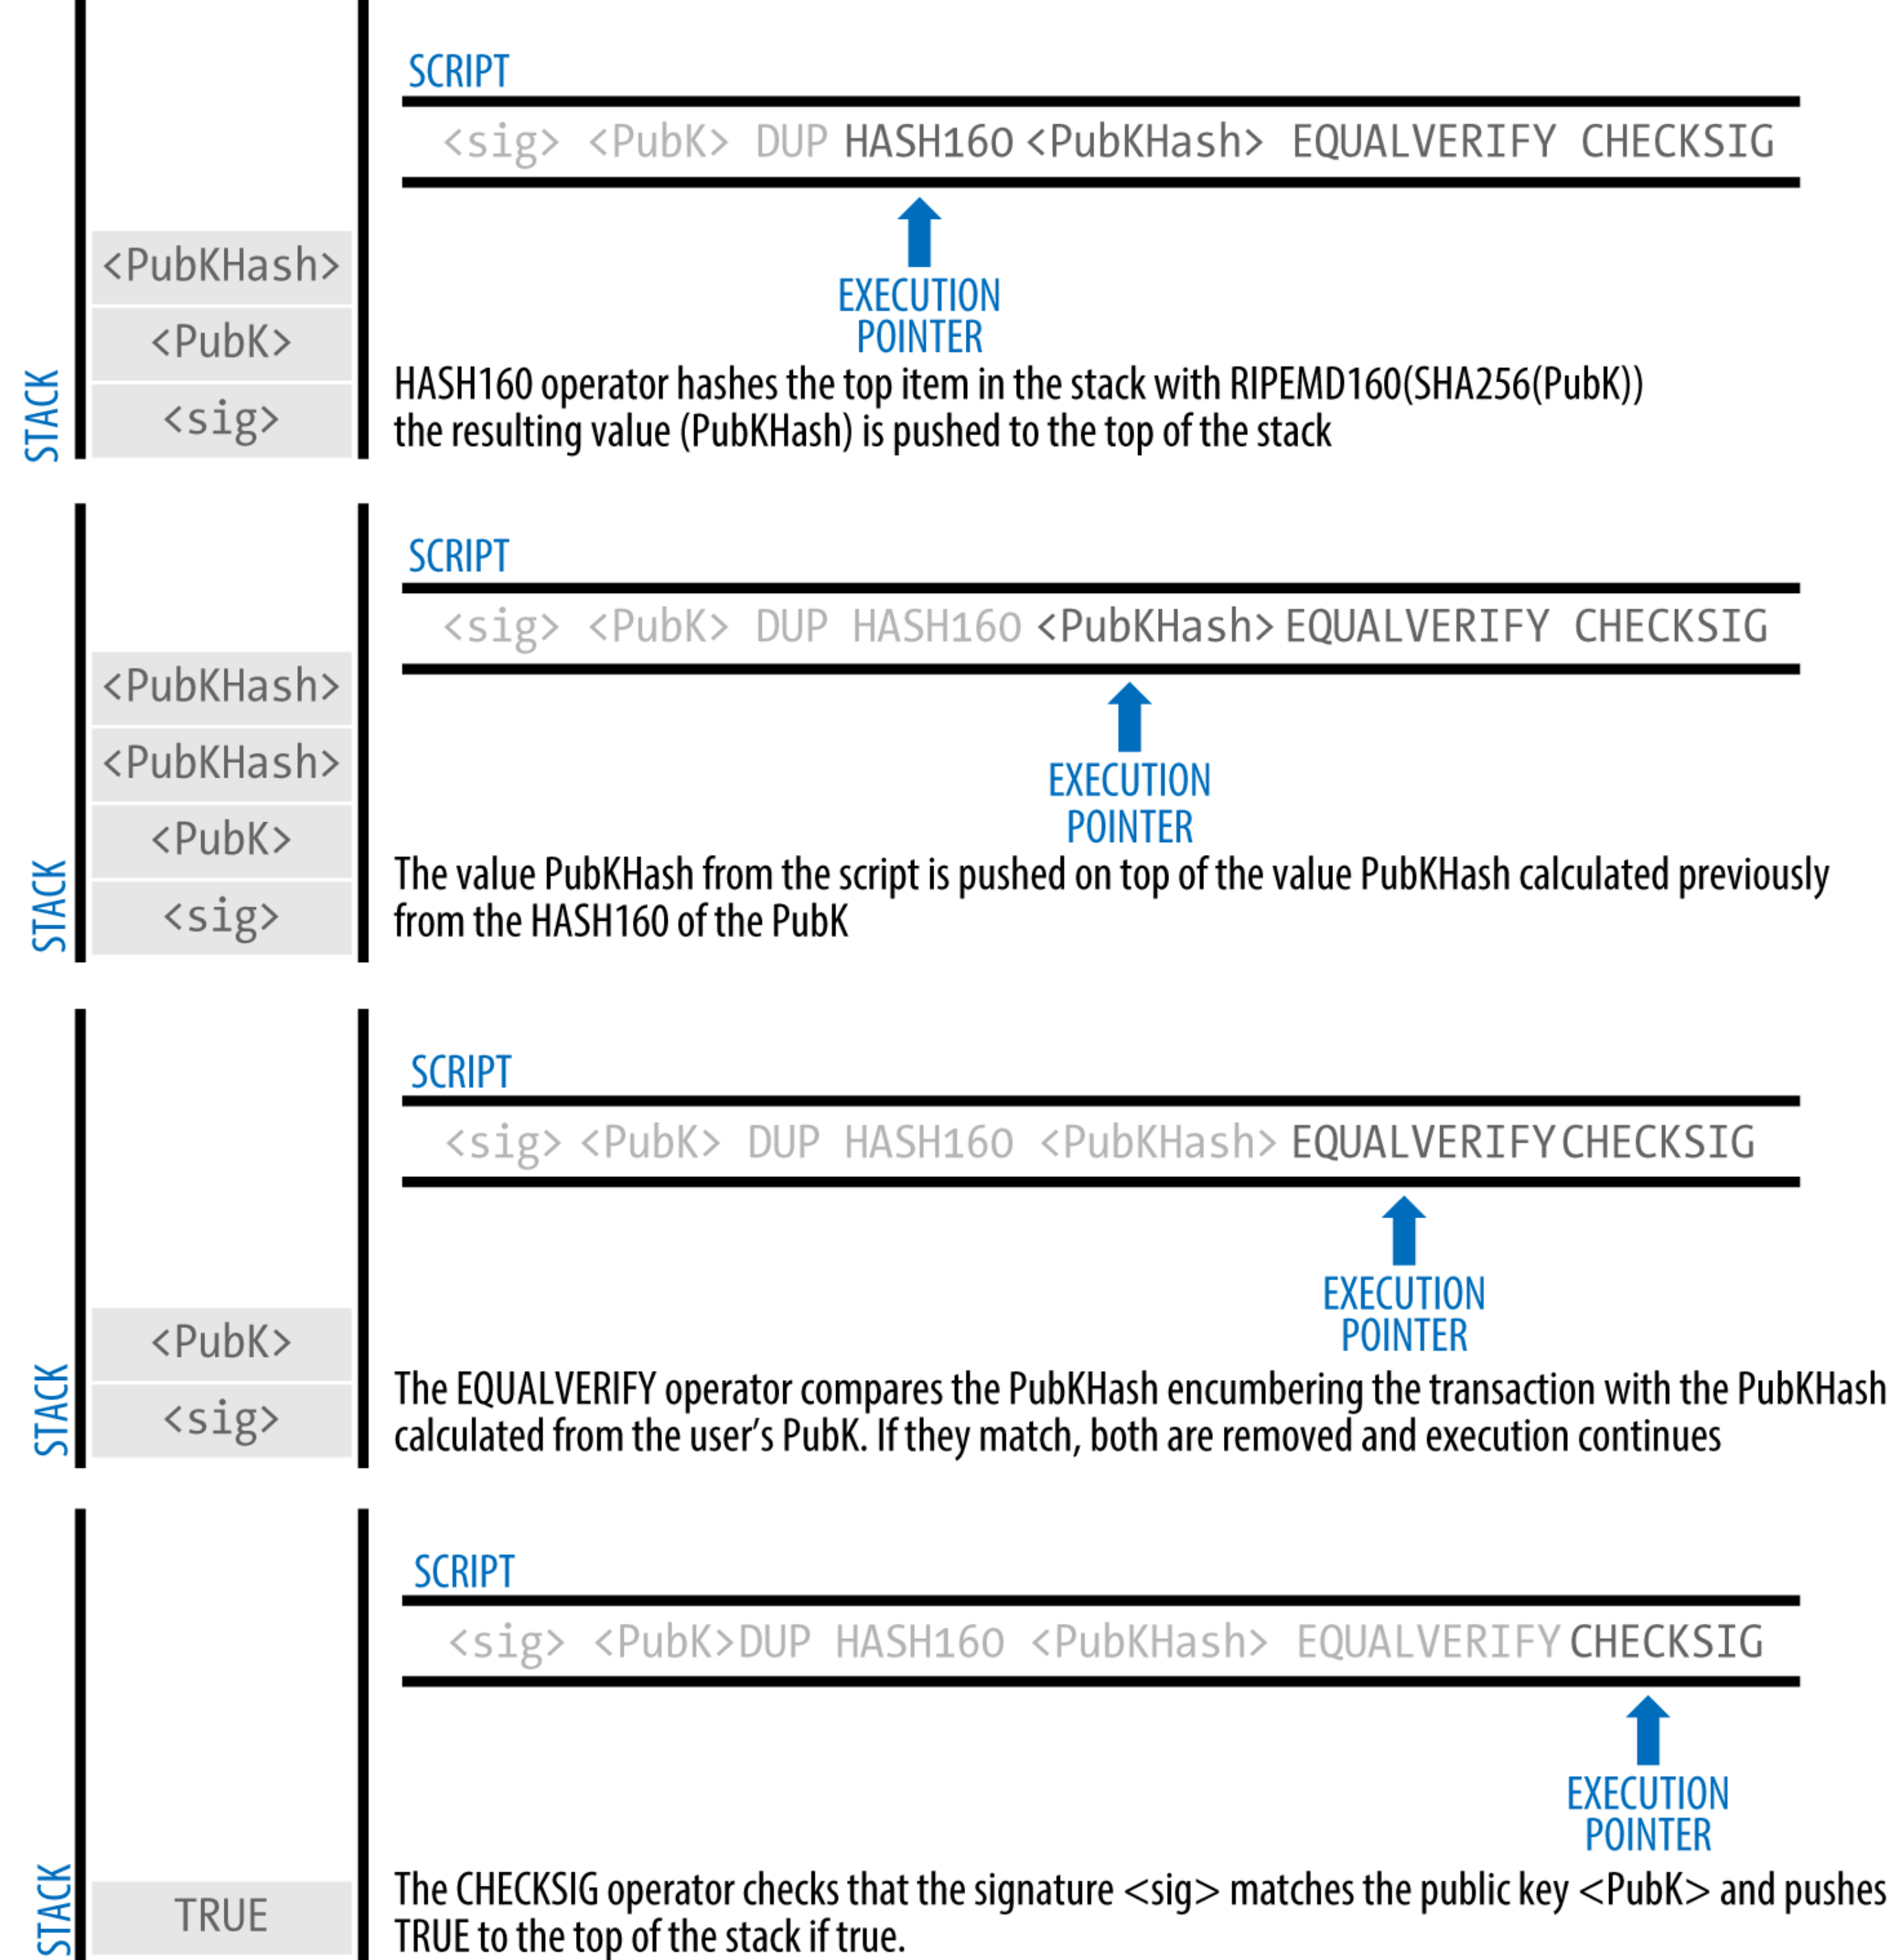 SCRIPT
<sig> <PubK> DUP HASH160 <PubKHash> EQUALVERIFY CHECKSIG
<PubKHash>
<PubK>
<sig>
STACK
EXECUTION
POINTER
HASH160 operator hashes the top item in the stack with RIPEMD160(SHA256(PubK))
the resulting value (PubKHash) is pushed to the top of the stack
SCRIPT
<sig> <PubK> DUP HASH160 <PubKHash> EQUALVERIFY CHECKSIG
<PubKHash>
<PubKHash>
<PubK>
<sig>
STACK
EXECUTION
POINTER
The value PubKHash from the script is pushed on top of the value PubKHash calculated previously
from the HASH160 of the PubK
SCRIPT
<sig> <PubK> DUP HASH160 <PubKHash> EQUALVERIFY CHECKSIG
<PubK>
<sig>
STACK
EXECUTION
POINTER
The EQUALVERIFY operator compares the PubKHash encumbering the transaction with the PubKHash
calculated from the user's PubK. If they match, both are removed and execution continues
SCRIPT
<sig> <PubK>DUP HASH160 <PubKHash> EQUALVERIFY CHECKSIG
TRUE
STACK
EXECUTION
POINTER
The CHECKSIG operator checks that the signature <sig> matches the public key <PubK> and pushes
TRUE to the top of the stack if true.